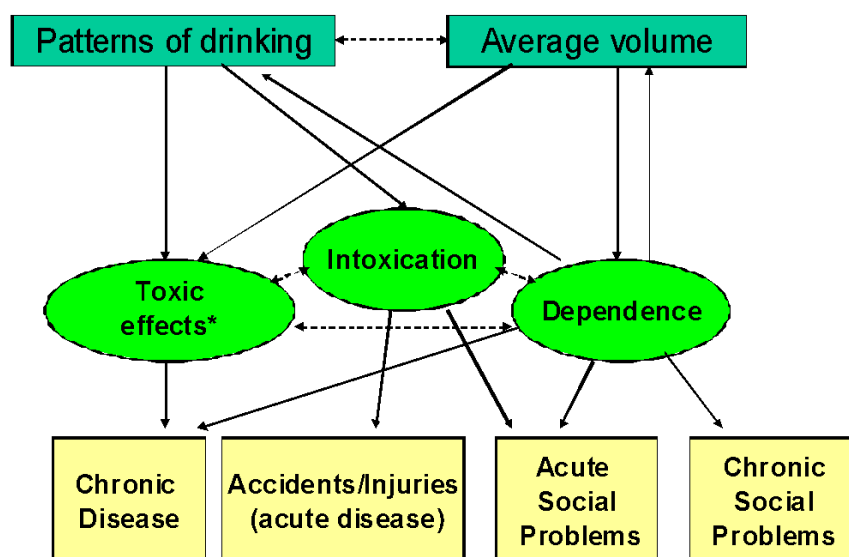 Patterns of drinking
Average volume
Intoxication
Toxic
effects*
Dependence
Chronic
Disease
Accidents/Injuries
(acute disease)
Acute
Social
Problems
Chronic
Social
Problems